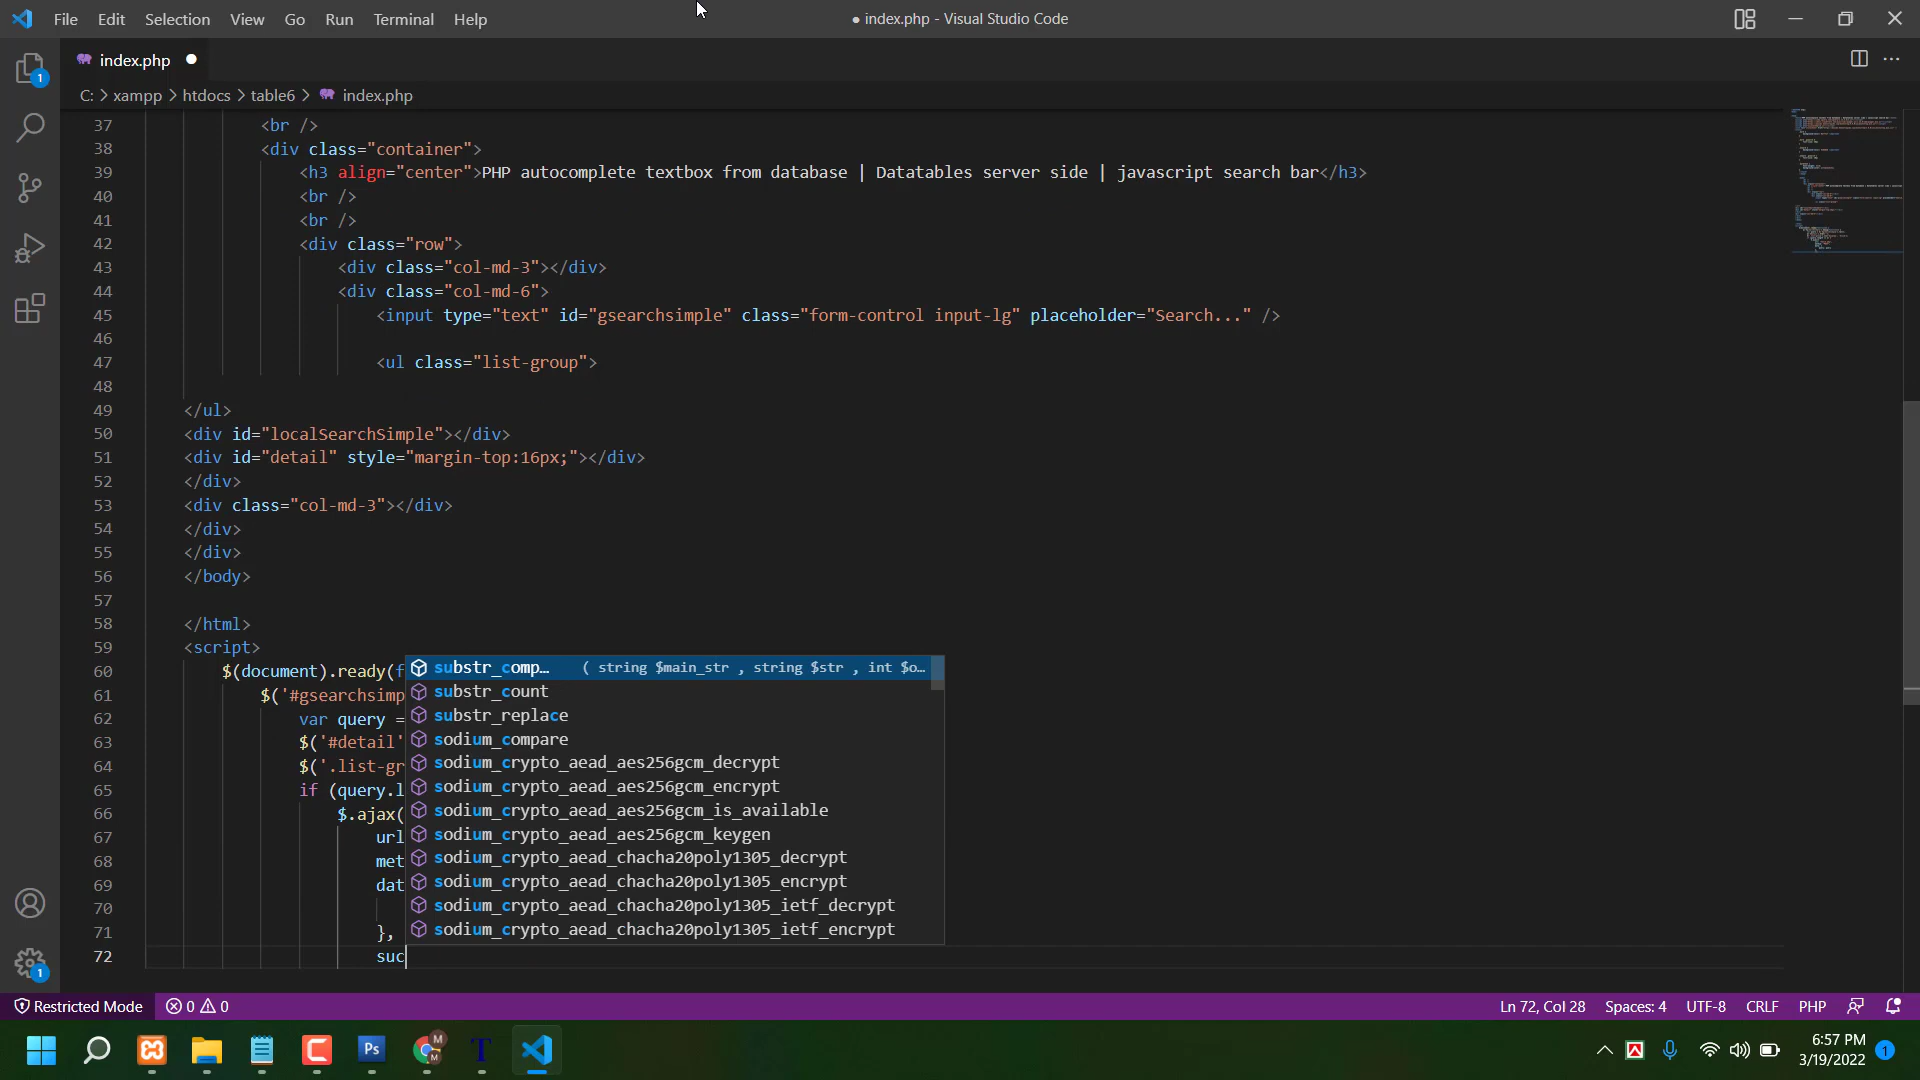 File Edit Selection View Go Run Terminal Help ● index.php - Visual Studio Code
index.php ●
C: > xampp > htdocs > table6 > index.php
37 <br />
38 <div class="container">
39 <h3 align="center">PHP autocomplete textbox from database | Datatables server side | javascript search bar</h3>
40 <br />
41 <br />
42 <div class="row">
43 <div class="col-md-3"></div>
44 <div class="col-md-6">
45 <input type="text" id="gsearchsimple" class="form-control input-lg" placeholder="Search..." />
46
47 <ul class="list-group">
48
49 </ul>
50 <div id="localSearchSimple"></div>
51 <div id="detail" style="margin-top:16px;"></div>
52 </div>
53 <div class="col-md-3"></div>
54 </div>
55 </div>
56 </body>
57
58 </html>
59 <script>
60 $(document).ready(f
61 $('#gsearchsimp
62 var query =
63 $('#detail'
64 $('.list-gr
65 if (query.l
66 $.ajax(
67 url
68 met
69 dat
70
71 },
72 suc
substr_comp... ( string $main_str , string $str , int $o...
substr_count
substr_replace
sodium_compare
sodium_crypto_aead_aes256gcm_decrypt
sodium_crypto_aead_aes256gcm_encrypt
sodium_crypto_aead_aes256gcm_is_available
sodium_crypto_aead_aes256gcm_keygen
sodium_crypto_aead_chacha20poly1305_decrypt
sodium_crypto_aead_chacha20poly1305_encrypt
sodium_crypto_aead_chacha20poly1305_ietf_decrypt
sodium_crypto_aead_chacha20poly1305_ietf_encrypt
1
1
Restricted Mode 0 0 Ln 72, Col 28 Spaces: 4 UTF-8 CRLF PHP
Ps M M T
6:57 PM
3/19/2022 1